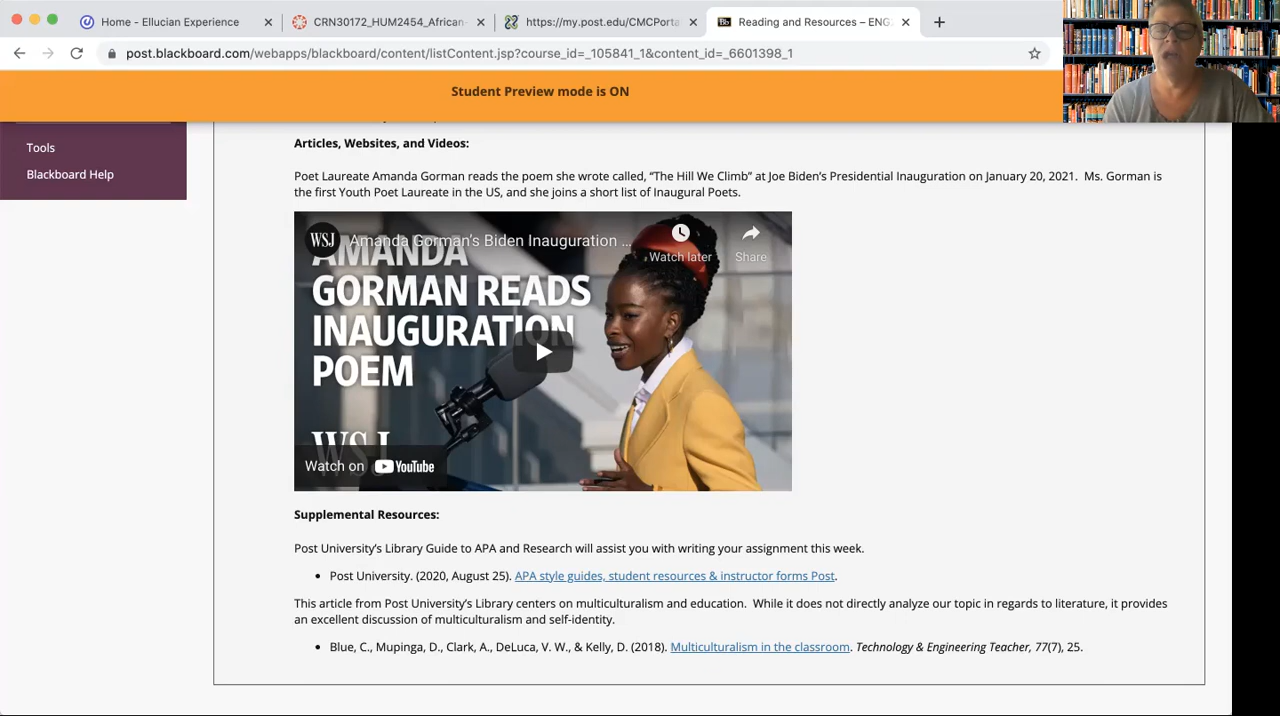 Home - Ellucian Experience
CRN30172_HUM2454_African-
https://my.post.edu/CMCPorta
Bb Reading and Resources – ENG
post.blackboard.com/webapps/blackboard/content/listContent.jsp?course_id=_105841_1&content_id=_6601398_1
Student Preview mode is ON
Tools
Blackboard Help
Articles, Websites, and Videos:
Poet Laureate Amanda Gorman reads the poem she wrote called, “The Hill We Climb” at Joe Biden’s Presidential Inauguration on January 20, 2021. Ms. Gorman is
the first Youth Poet Laureate in the US, and she joins a short list of Inaugural Poets.
WSJ Amanda Gorman's Biden Inauguration ...
Watch later
Share
AMANDA
GORMAN READS
INAUGURATION
POEM
WSJ
Watch on YouTube
Supplemental Resources:
Post University’s Library Guide to APA and Research will assist you with writing your assignment this week.
• Post University. (2020, August 25). APA style guides, student resources & instructor forms Post.
This article from Post University’s Library centers on multiculturalism and education. While it does not directly analyze our topic in regards to literature, it provides
an excellent discussion of multiculturalism and self-identity.
• Blue, C., Mupinga, D., Clark, A., DeLuca, V. W., & Kelly, D. (2018). Multiculturalism in the classroom. Technology & Engineering Teacher, 77(7), 25.